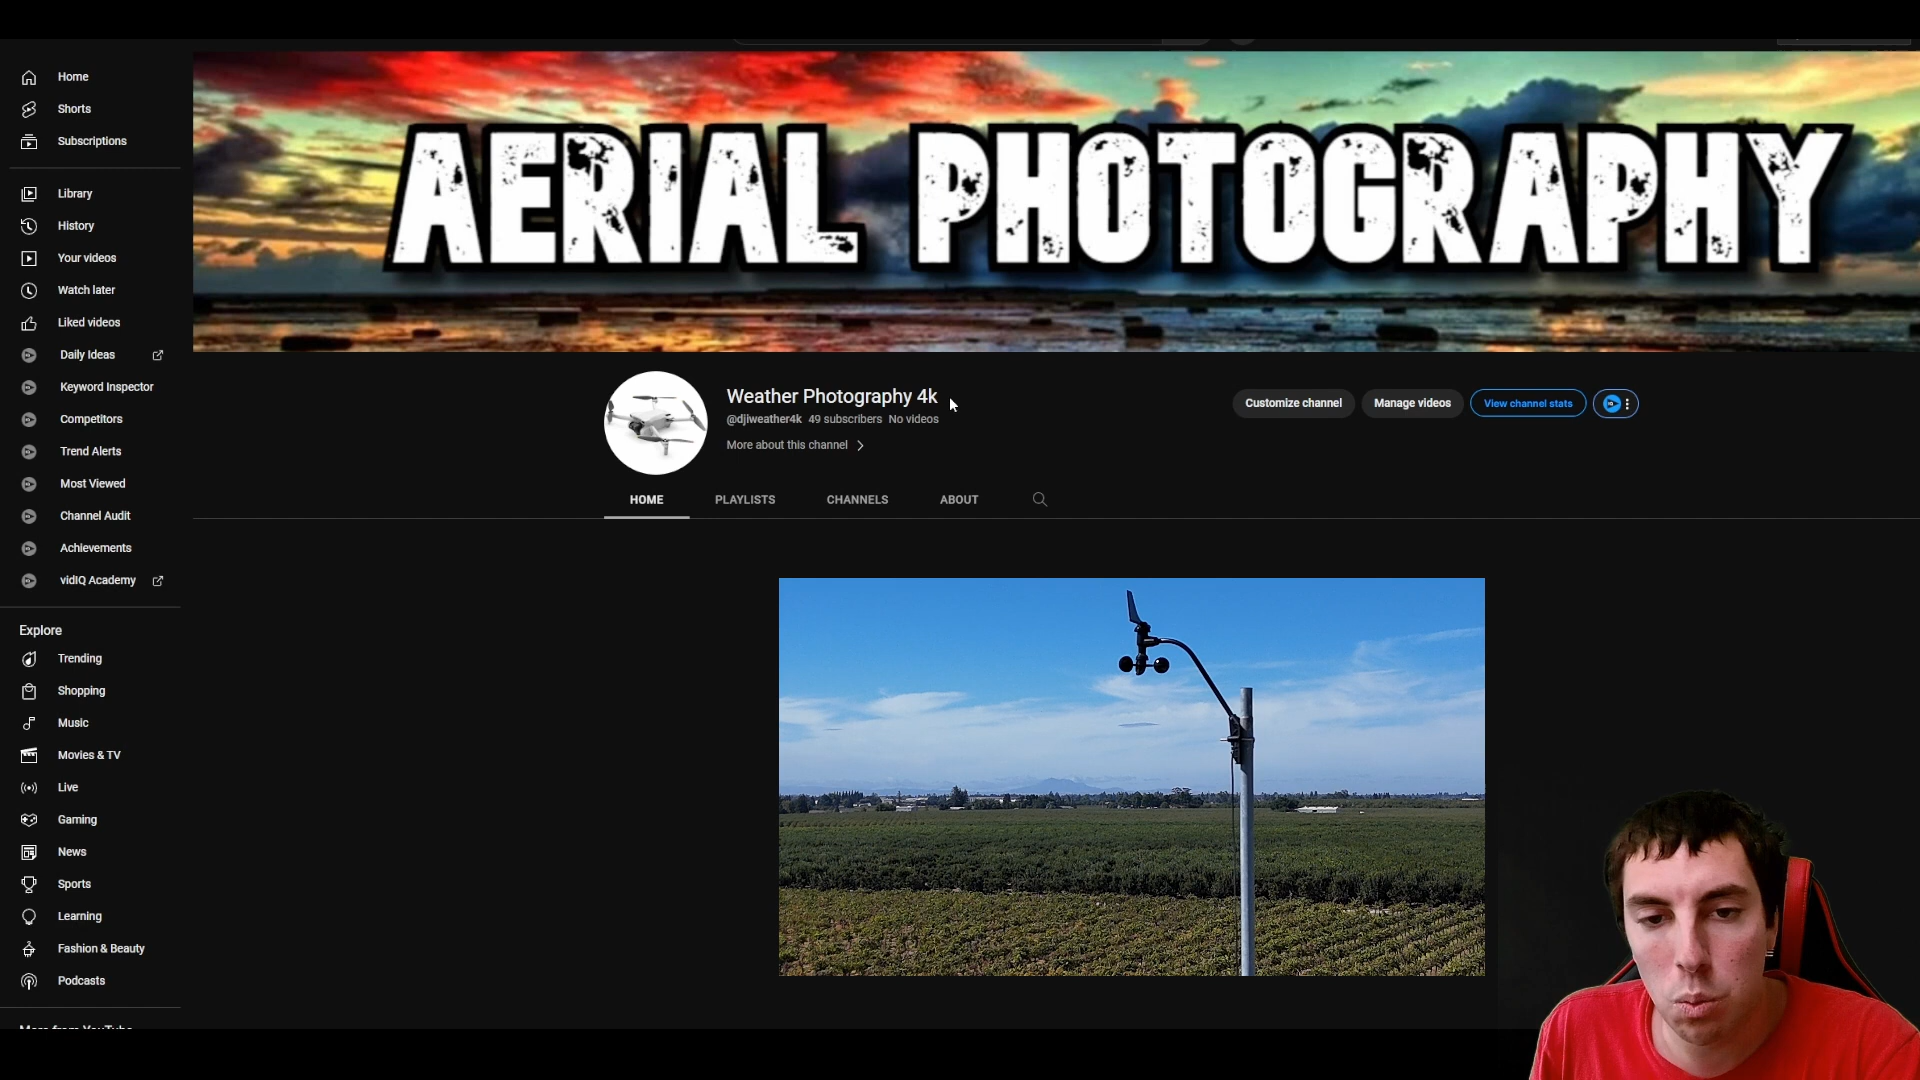 Home
Shorts
Subscriptions
Library
History
Your videos
Watch later
Liked videos
Daily Ideas
Keyword Inspector
Competitors
Trend Alerts
Most Viewed
Channel Audit
Achievements
vidIQ Academy
Explore
Trending
Shopping
Music
Movies & TV
Live
Gaming
News
Sports
Learning
Fashion & Beauty
Podcasts
More from YouTube
AERIAL PHOTOGRAPHY
Weather Photography 4k
@djiweather4k 49 subscribers No videos
More about this channel
Customize channel Manage videos View channel stats
HOME PLAYLISTS CHANNELS ABOUT